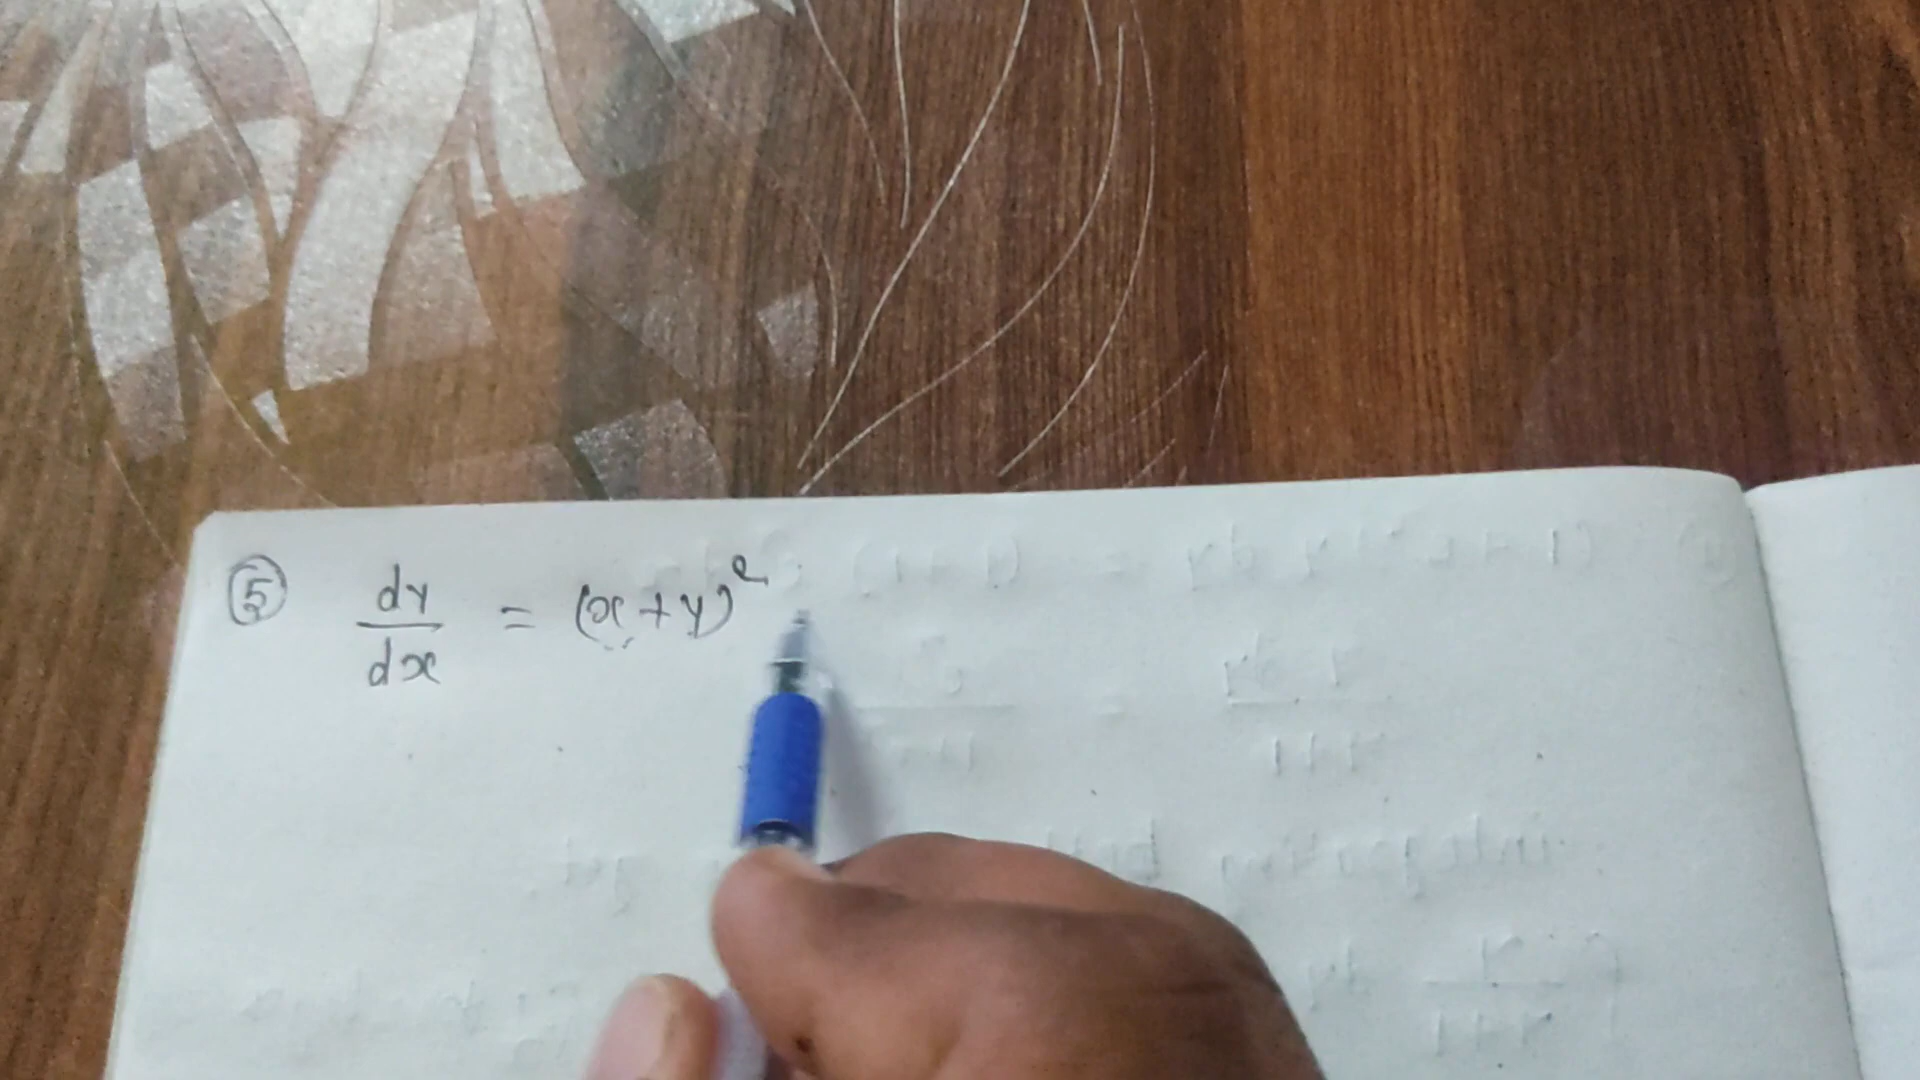 ⑤ dy/dx = (x+y)²